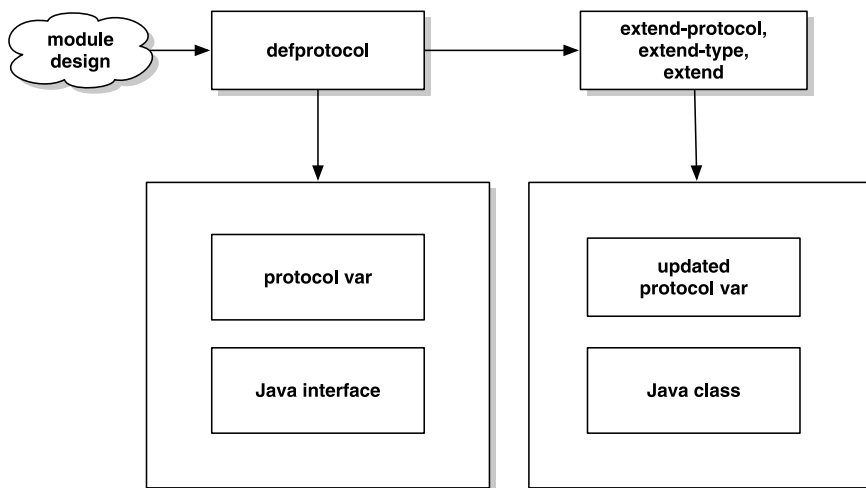 module
design
defprotocol
extend-protocol,
extend-type,
extend
protocol var
Java interface
updated
protocol var
Java class